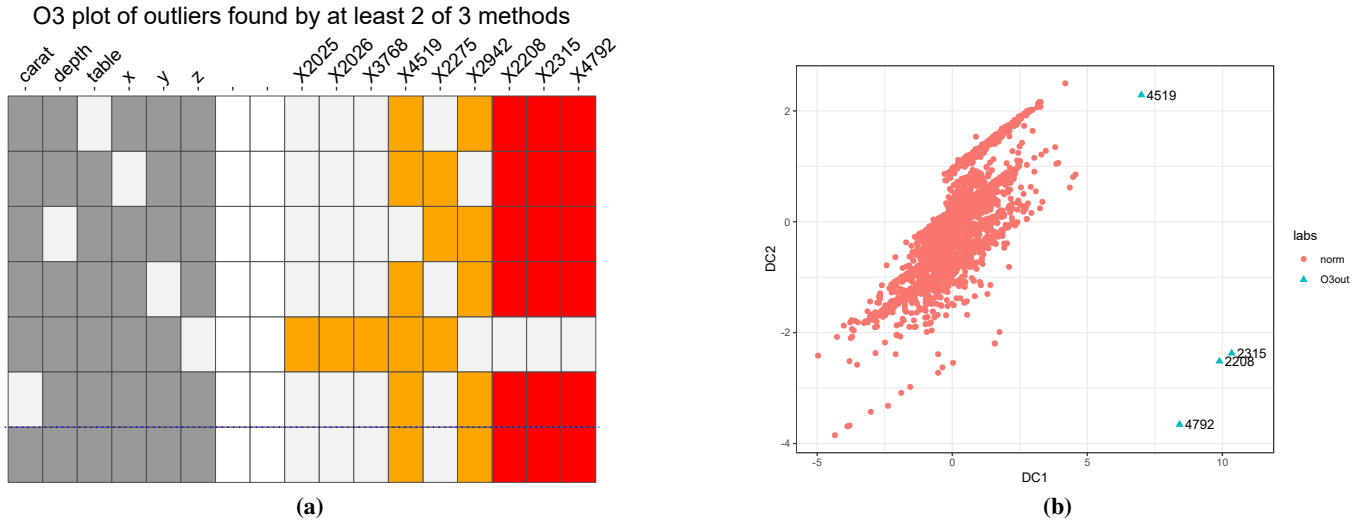 O3 plot of outliers found by at least 2 of 3 methods
carat depth table x y z . . X2025 X2026 X3768 X4519 X2275 X2942 X2208 X2315 X4792
(a)
2
0
-2
-4
-5 0 5 10
DC1
DC2
4519
2315
2208
4792
labs
norm
O3out
(b)